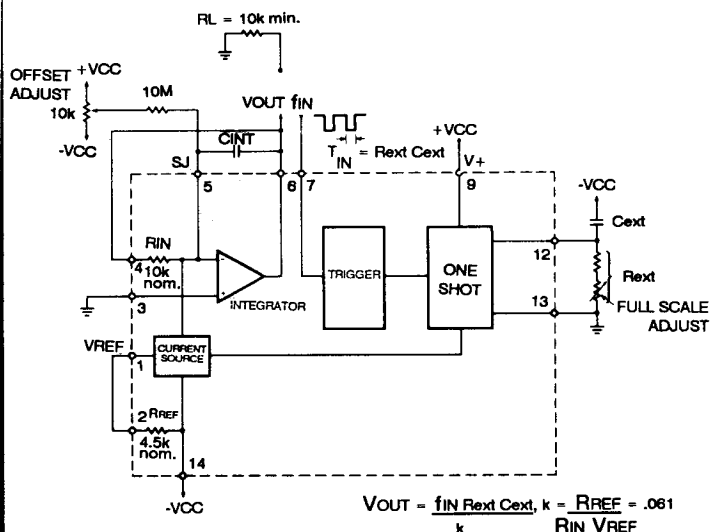 RL = 10k min.
OFFSET +VCC
ADJUST
10k
-VCC
10M
VOUT fIN
CINT
TIN = Rext Cext
+VCC
V+
SJ
5
6
7
9
-VCC
Cext
12
Rext
13
FULL SCALE
ADJUST
RIN
4
10k
nom.
3
-
+
INTEGRATOR
TRIGGER
ONE
SHOT
VREF
1
CURRENT
SOURCE
2 RREF
4.5k
nom.
14
-VCC
VOUT = fIN Rext Cext, k = RREF = .061
k RIN VREF